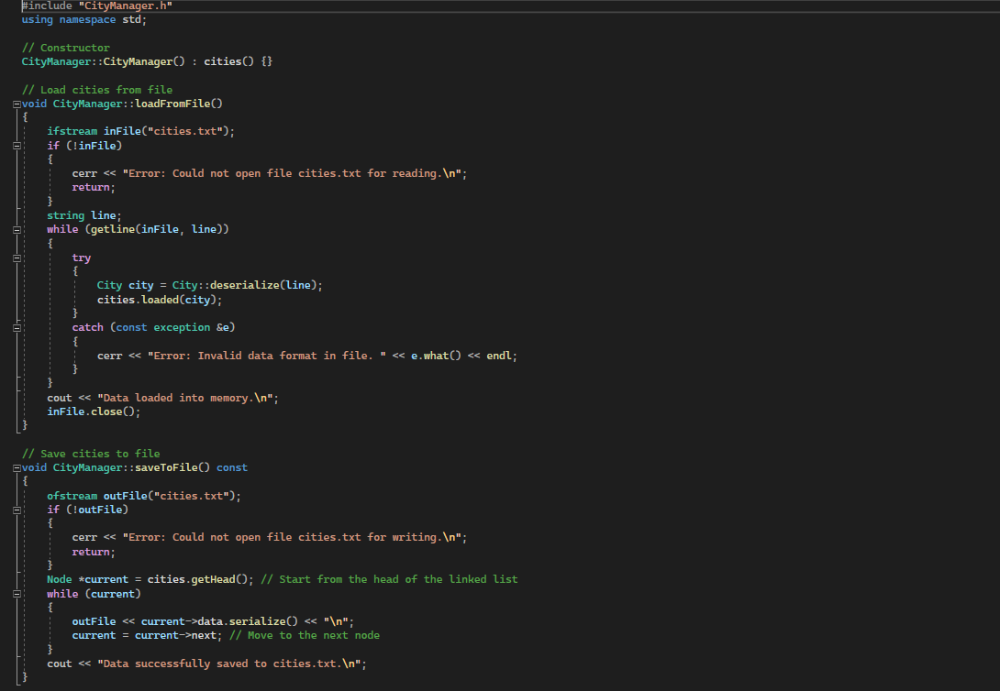 #include "CityManager.h"
using namespace std;

// Constructor
CityManager::CityManager() : cities() {}

// Load cities from file
void CityManager::loadFromFile()
{
    ifstream inFile("cities.txt");
    if (!inFile)
    {
        cerr << "Error: Could not open file cities.txt for reading.\n";
        return;
    }
    string line;
    while (getline(inFile, line))
    {
        try
        {
            City city = City::deserialize(line);
            cities.loaded(city);
        }
        catch (const exception &e)
        {
            cerr << "Error: Invalid data format in file. " << e.what() << endl;
        }
    }
    cout << "Data loaded into memory.\n";
    inFile.close();
}

// Save cities to file
void CityManager::saveToFile() const
{
    ofstream outFile("cities.txt");
    if (!outFile)
    {
        cerr << "Error: Could not open file cities.txt for writing.\n";
        return;
    }
    Node *current = cities.getHead(); // Start from the head of the linked list
    while (current)
    {
        outFile << current->data.serialize() << "\n";
        current = current->next; // Move to the next node
    }
    cout << "Data successfully saved to cities.txt.\n";
}